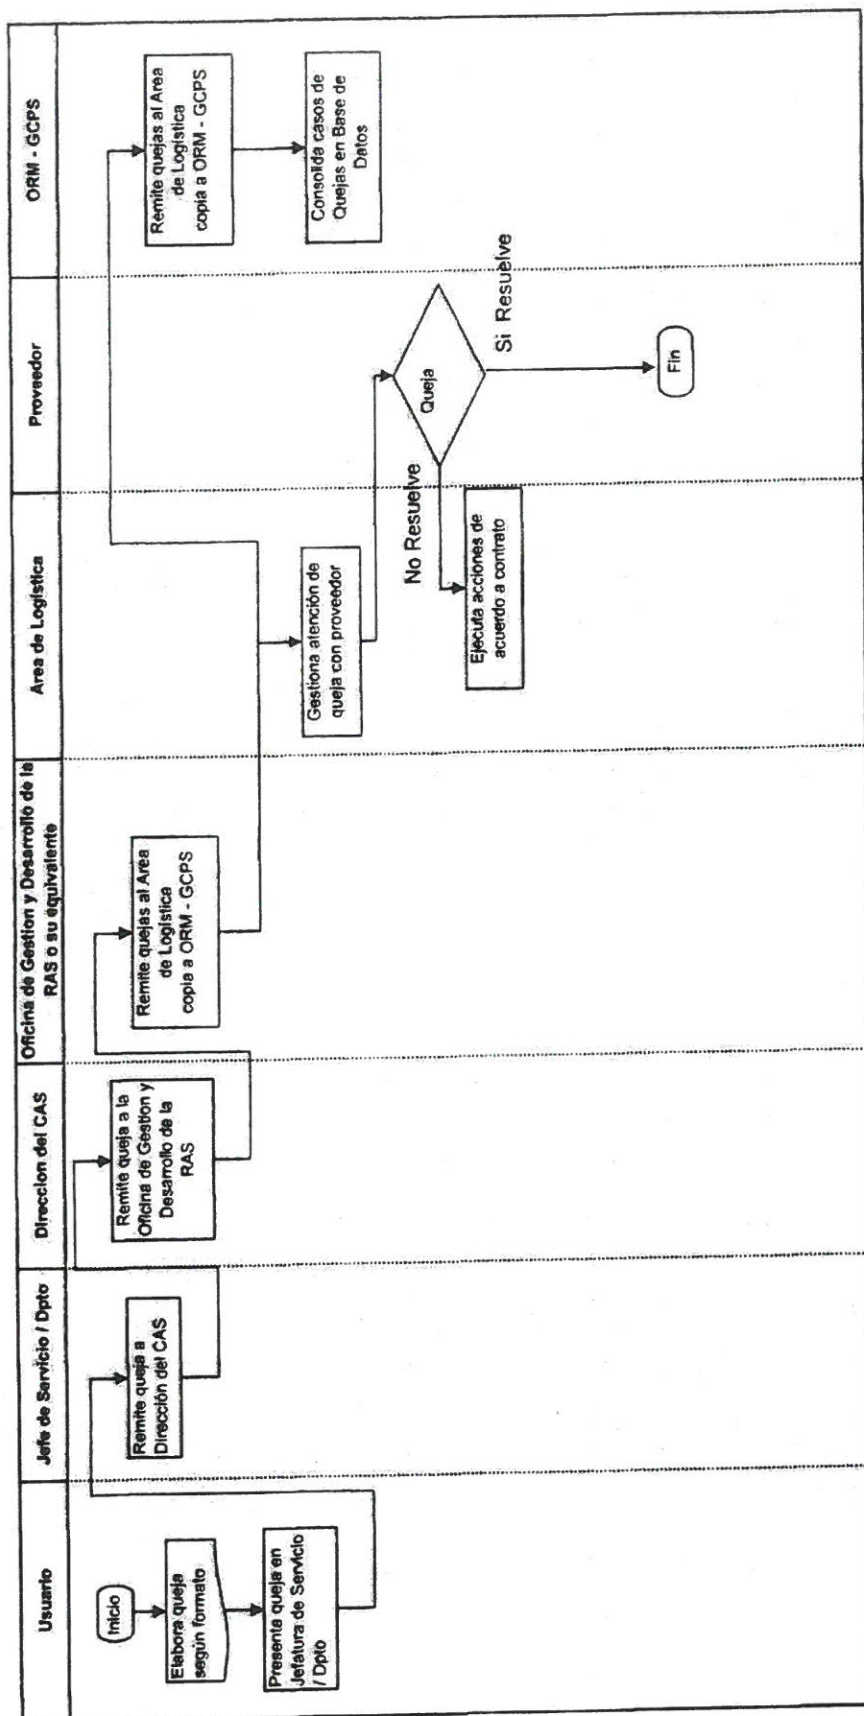 Usuario
Jefe de Servicio / Dpto
Direccion del CAS
Oficina de Gestion y Desarrollo de la
RAS o su equivalente
Area de Logística
Proveedor
ORM - GCPS
Inicio
Elabora queja
según formato
Presenta queja en
Jefatura de Servicio
/ Dpto
Remite queja a
Dirección del CAS
Remite queja a la
Oficina de Gestion y
Desarrollo de la
RAS
Remite quejas al Area
de Logística
copia a ORM - GCPS
Gestiona atención de
queja con proveedor
No Resuelve
Ejecuta acciones de
acuerdo a contrato
Queja
Si Resuelve
Fin
Remite quejas al Area
de Logística
copia a ORM - GCPS
Consolida casos de
Quejas en Base de
Datos